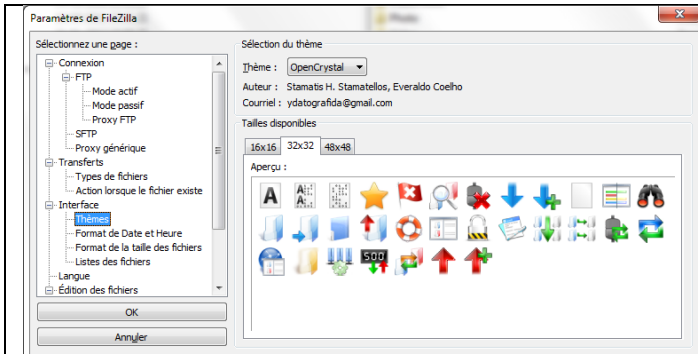 Paramètres de FileZilla
Sélectionnez une page :
Connexion
FTP
Mode actif
Mode passif
Proxy FTP
SFTP
Proxy générique
Transferts
Types de fichiers
Action lorsque le fichier existe
Interface
Thèmes
Format de Date et Heure
Format de la taille des fichiers
Listes des fichiers
Langue
Édition des fichiers
OK
Annuler
Sélection du thème
Thème : OpenCrystal
Auteur : Stamatis H. Stamatellos, Everaldo Coelho
Courriel : ydatografida@gmail.com
Tailles disponibles
16x16 32x32 48x48
Aperçu :